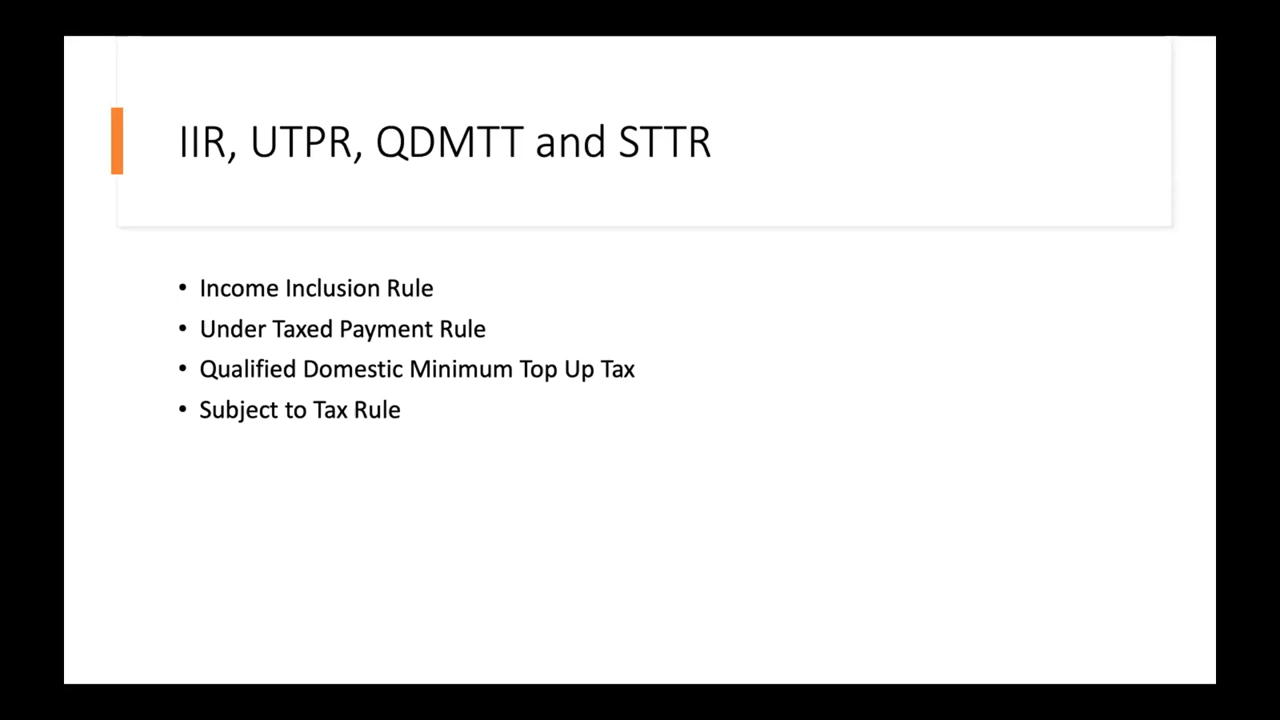 IIR, UTPR, QDMTT and STTR
• Income Inclusion Rule
• Under Taxed Payment Rule
• Qualified Domestic Minimum Top Up Tax
• Subject to Tax Rule